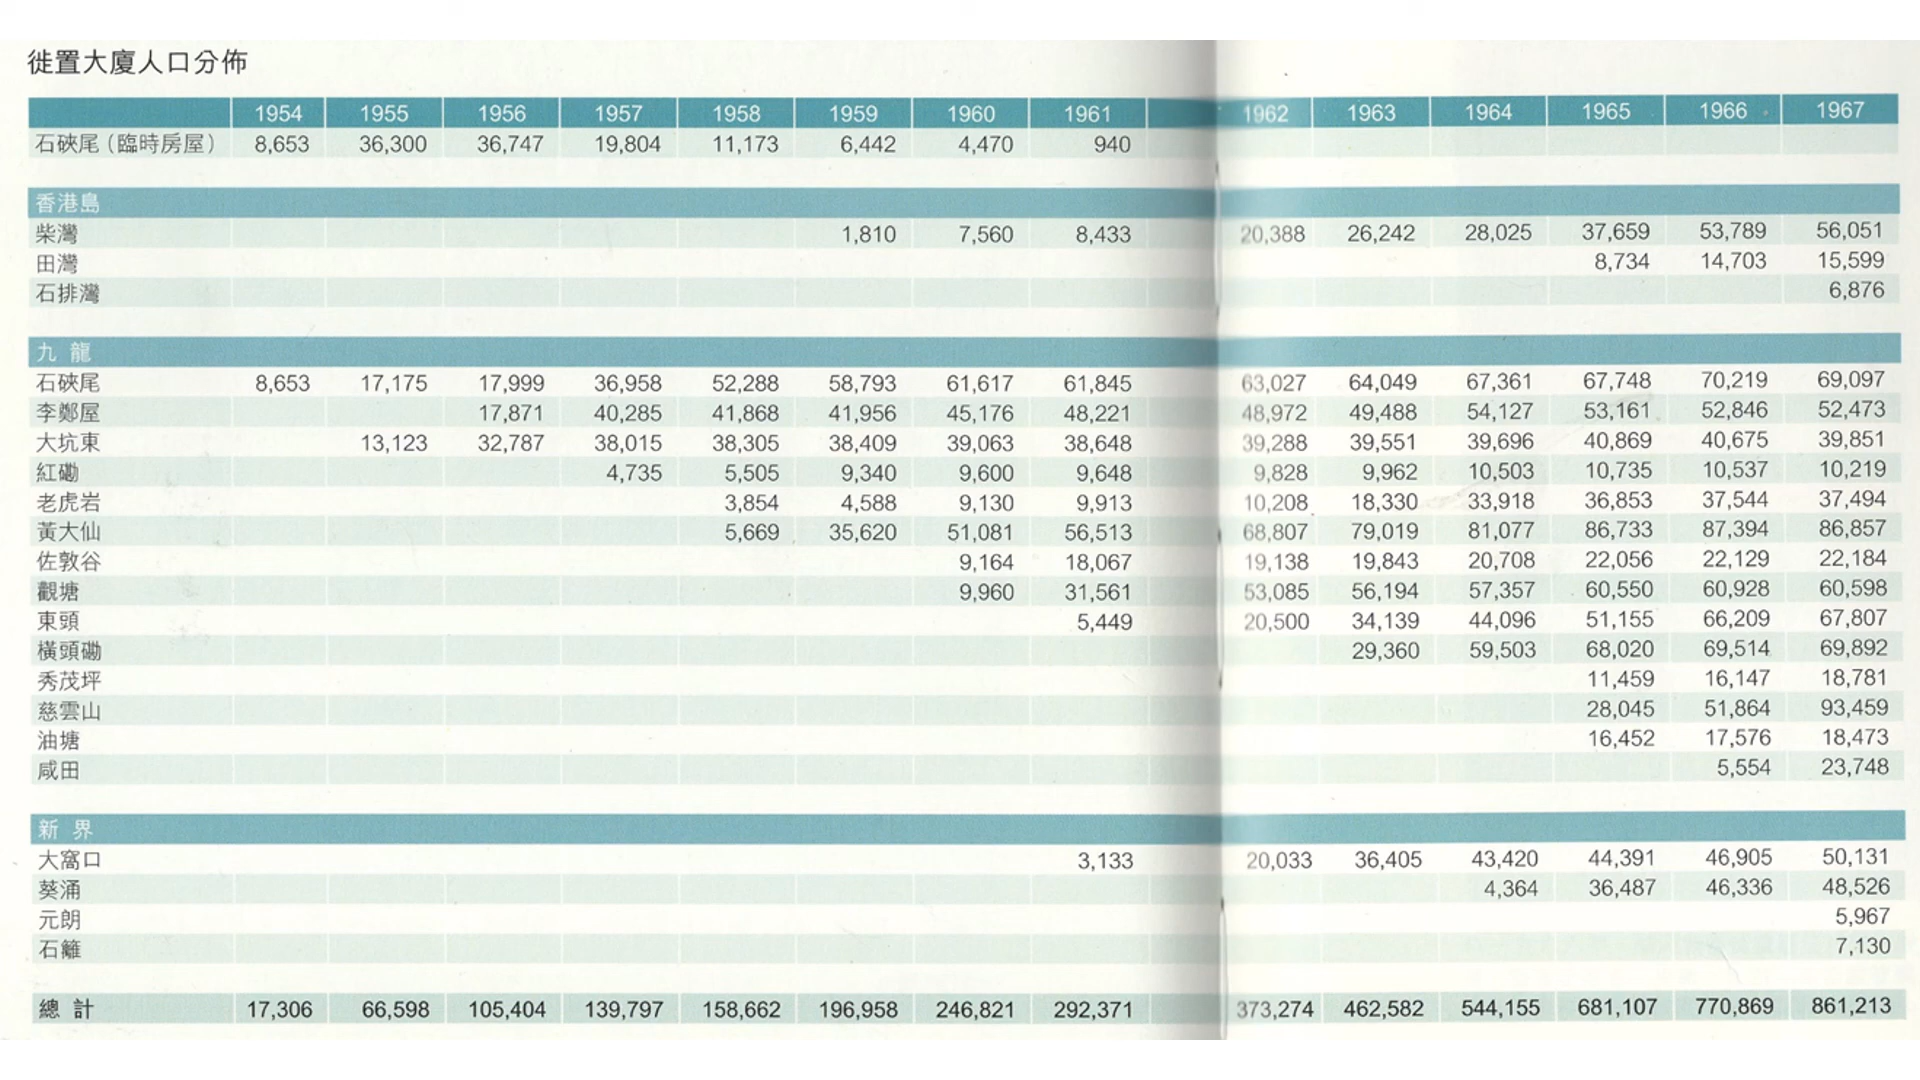 徙置大廈人口分佈
1954 1955 1956 1957 1958 1959 1960 1961 1962 1963 1964 1965 1966 1967
石硤尾（臨時房屋） 8,653 36,300 36,747 19,804 11,173 6,442 4,470 940
香港島
柴灣 1,810 7,560 8,433 20,388 26,242 28,025 37,659 53,789 56,051
田灣 8,734 14,703 15,599
石排灣 6,876
九 龍
石硤尾 8,653 17,175 17,999 36,958 52,288 58,793 61,617 61,845 63,027 64,049 67,361 67,748 70,219 69,097
李鄭屋 17,871 40,285 41,868 41,956 45,176 48,221 48,972 49,488 54,127 53,161 52,846 52,473
大坑東 13,123 32,787 38,015 38,305 38,409 39,063 38,648 39,288 39,551 39,696 40,869 40,675 39,851
紅磡 4,735 5,505 9,340 9,600 9,648 9,828 9,962 10,503 10,735 10,537 10,219
老虎岩 3,854 4,588 9,130 9,913 10,208 18,330 33,918 36,853 37,544 37,494
黃大仙 5,669 35,620 51,081 56,513 68,807 79,019 81,077 86,733 87,394 86,857
佐敦谷 9,164 18,067 19,138 19,843 20,708 22,056 22,129 22,184
觀塘 9,960 31,561 53,085 56,194 57,357 60,550 60,928 60,598
東頭 5,449 20,500 34,139 44,096 51,155 66,209 67,807
橫頭磡 29,360 59,503 68,020 69,514 69,892
秀茂坪 11,459 16,147 18,781
慈雲山 28,045 51,864 93,459
油塘 16,452 17,576 18,473
咸田 5,554 23,748
新 界
大窩口 3,133 20,033 36,405 43,420 44,391 46,905 50,131
葵涌 4,364 36,487 46,336 48,526
元朗 5,967
石籬 7,130
總 計 17,306 66,598 105,404 139,797 158,662 196,958 246,821 292,371 373,274 462,582 544,155 681,107 770,869 861,213